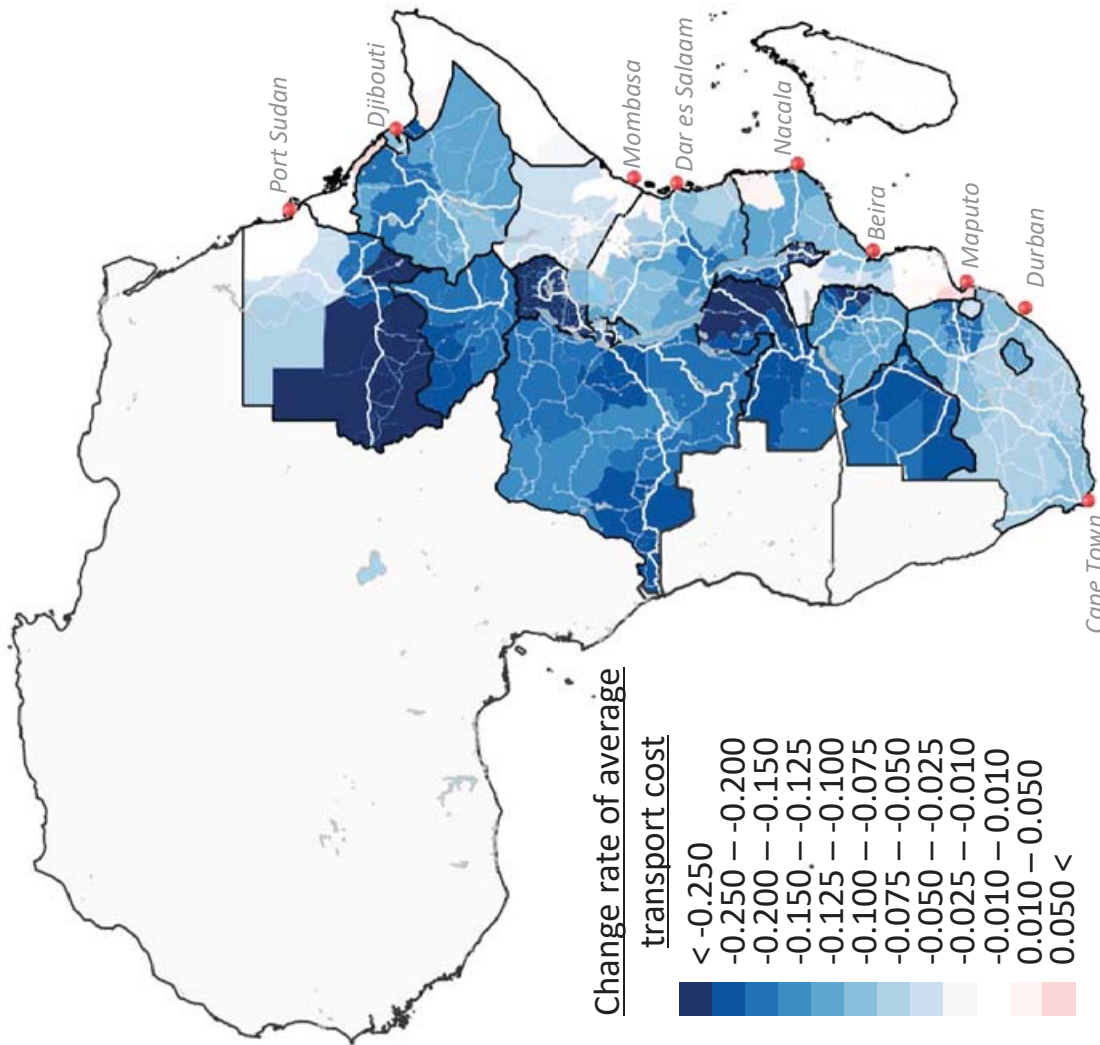 Port Sudan
Djibouti
Mombasa
Dar es Salaam
Nacala
Beira
Maputo
Durban
Cape Town
Change rate of average
transport cost
< -0.250
-0.250 – -0.200
-0.200 – -0.150
-0.150 – -0.125
-0.125 – -0.100
-0.100 – -0.075
-0.075 – -0.050
-0.050 – -0.025
-0.025 – -0.010
-0.010 – 0.010
0.010 – 0.050
0.050 <